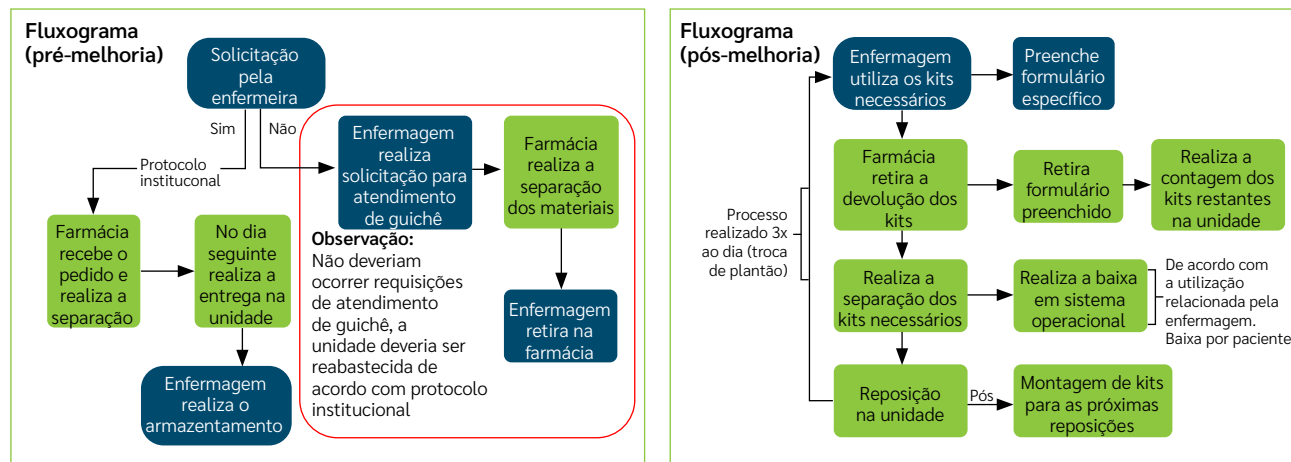 Fluxograma
(pré-melhoria)
Solicitação
pela
enfermeira
Sim
Não
Protocolo
instituconal
Farmácia
recebe o
pedido e
realiza a
separação
No dia
seguinte
realiza a
entrega na
unidade
Enfermagem
realiza o
armazentamento
Enfermagem
realiza
solicitação para
atendimento
de guichê
Farmácia
realiza a
separação
dos materiais
Enfermagem
retira na
farmácia
Observação:
Não deveriam
ocorrer requisições
de atendimento
de guichê, a
unidade deveria ser
reabastecida de
acordo com protocolo
institucional
Fluxograma
(pós-melhoria)
Enfermagem
utiliza os kits
necessários
Preenche
formulário
específico
Farmácia
retira a
devolução dos
kits
Retira
formulário
preenchido
Realiza a
contagem dos
kits restantes
na unidade
Processo
realizado 3x
ao dia (troca
de plantão)
Realiza a
separação dos
kits necessários
Realiza a baixa
em sistema
operacional
De acordo com
a utilização
relacionada pela
enfermagem.
Baixa por paciente
Reposição
na unidade
Pós
Montagem de kits
para as próximas
reposições